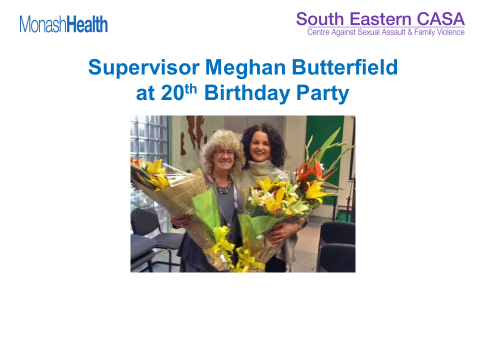 MonashHealth
South Eastern CASA
Centre Against Sexual Assault & Family Violence
Supervisor Meghan Butterfield
at 20th Birthday Party